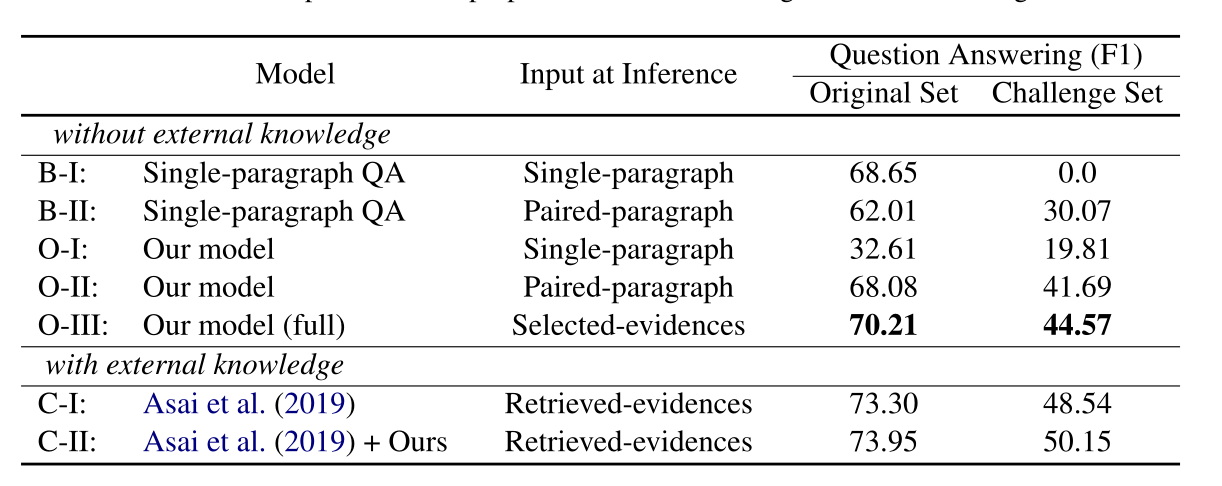 Question Answering (F1)
Model Input at Inference
Original Set Challenge Set
without external knowledge
B-I: Single-paragraph QA Single-paragraph 68.65 0.0
B-II: Single-paragraph QA Paired-paragraph 62.01 30.07
O-I: Our model Single-paragraph 32.61 19.81
O-II: Our model Paired-paragraph 68.08 41.69
O-III: Our model (full) Selected-evidences 70.21 44.57
with external knowledge
C-I: Asai et al. (2019) Retrieved-evidences 73.30 48.54
C-II: Asai et al. (2019) + Ours Retrieved-evidences 73.95 50.15